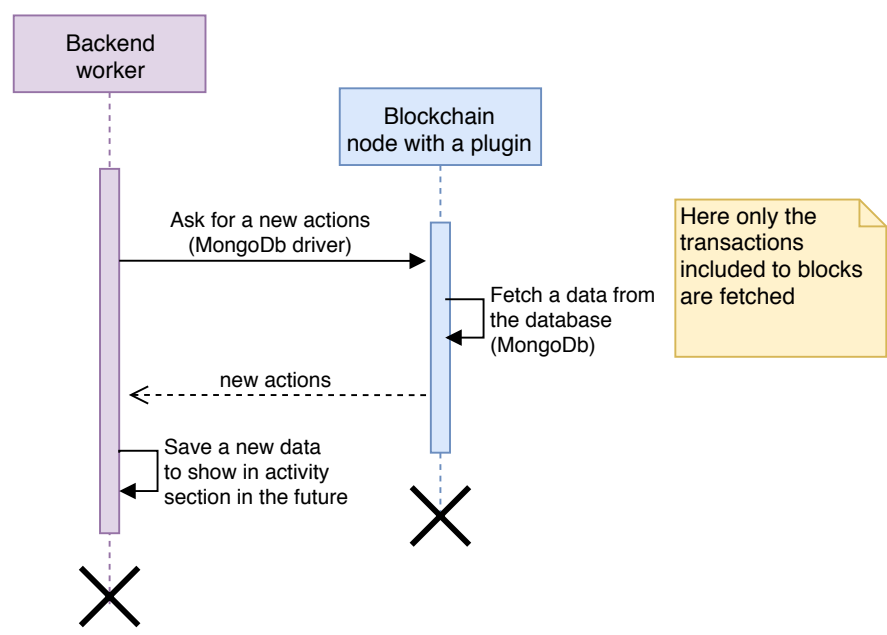 Backend
worker
Blockchain
node with a plugin
Ask for a new actions
(MongoDb driver)
Here only the
transactions
included to blocks
are fetched
Fetch a data from
the database
(MongoDb)
new actions
Save a new data
to show in activity
section in the future